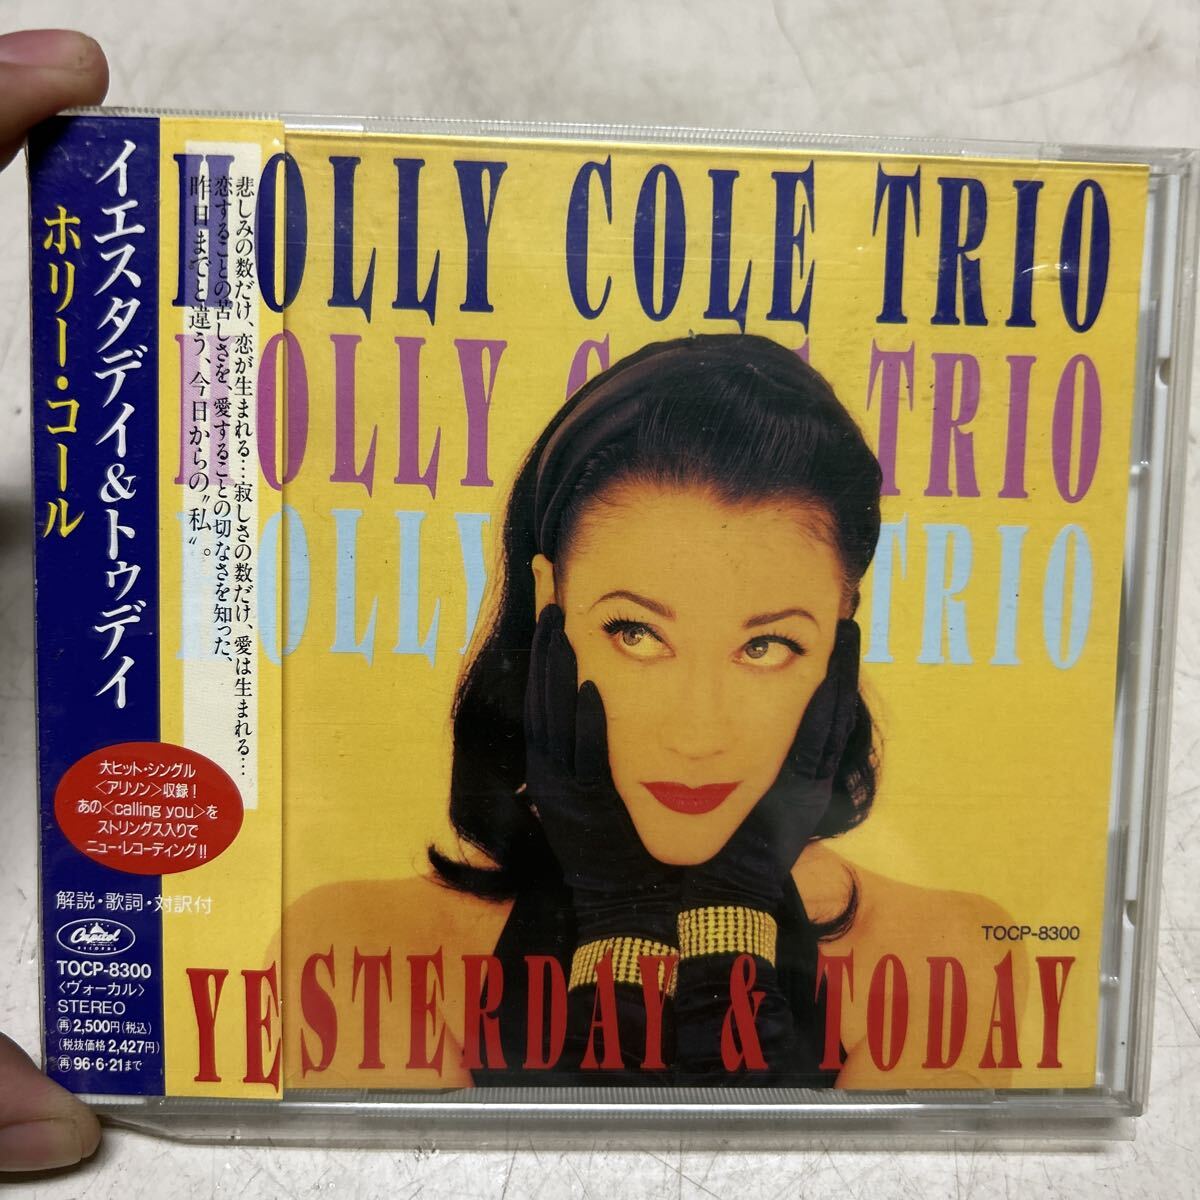 イエスタデイ&トゥデイ
ホリー・コール
悲しみの数だけ、恋が生まれる…寂しさの数だけ、愛は生まれる…
恋することの苦しさを、愛することの切なさを知った、
昨日までと違う、今日からの〝私〟。
大ヒット・シングル
<アリソン>収録!
あの<calling you>を
ストリングス入りで
ニュー・レコーディング!!
解説・歌詞・対訳付
Capitol
RECORDS
TOCP-8300
<ヴォーカル>
STEREO
再2,500円(税込)
(税抜価格2,427円)
再96・6・21まで
HOLLY COLE TRIO
HOLLY COLE TRIO
HOLLY TRIO
TOCP-8300
YESTERDAY & TODAY